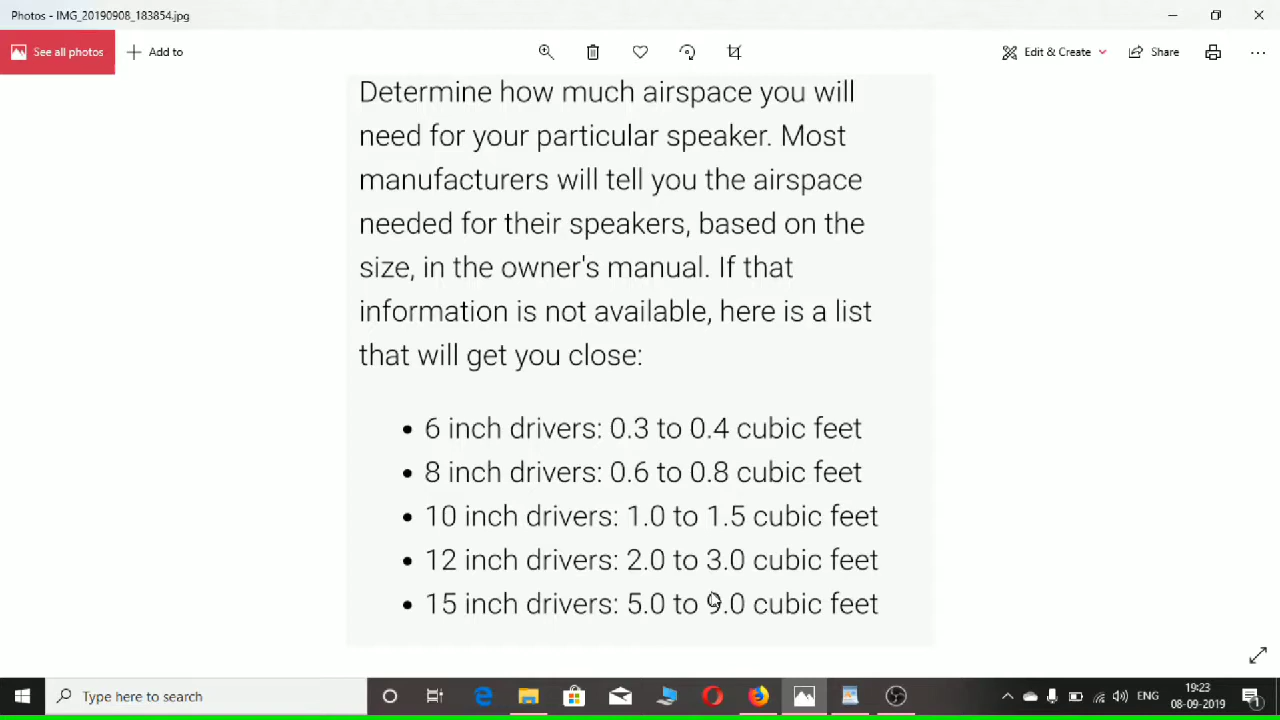 Photos - IMG_20190908_183854.jpg
See all photos
Add to
Edit & Create
Share
Determine how much airspace you will
need for your particular speaker. Most
manufacturers will tell you the airspace
needed for their speakers, based on the
size, in the owner's manual. If that
information is not available, here is a list
that will get you close:
• 6 inch drivers: 0.3 to 0.4 cubic feet
• 8 inch drivers: 0.6 to 0.8 cubic feet
• 10 inch drivers: 1.0 to 1.5 cubic feet
• 12 inch drivers: 2.0 to 3.0 cubic feet
• 15 inch drivers: 5.0 to 9.0 cubic feet
Type here to search
ENG
19:23
08-09-2019
1